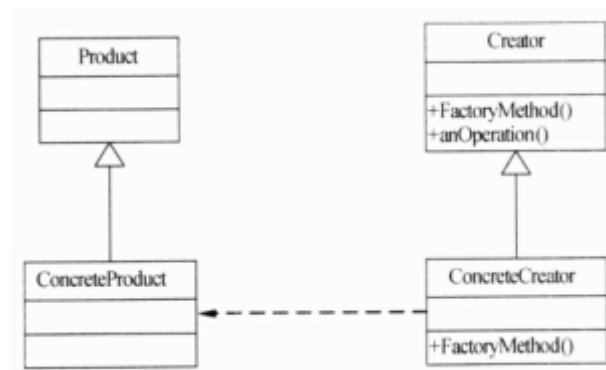 Product
Creator
+FactoryMethod()
+anOperation()
ConcreteProduct
ConcreteCreator
+FactoryMethod()